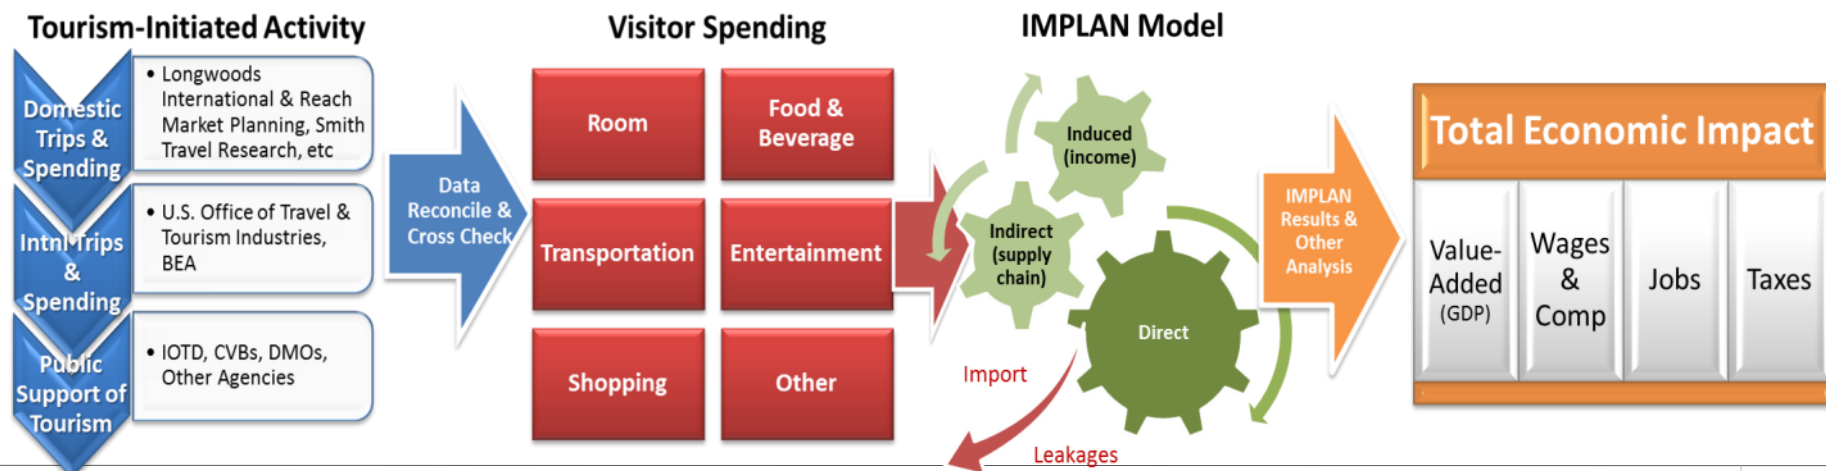 Tourism-Initiated Activity
Domestic
Trips &
Spending
• Longwoods
International & Reach
Market Planning, Smith
Travel Research, etc
Intnl Trips
&
Spending
• U.S. Office of Travel &
Tourism Industries,
BEA
Public
Support of
Tourism
• IOTD, CVBs, DMOs,
Other Agencies
Data
Reconcile &
Cross Check
Visitor Spending
Room
Food &
Beverage
Transportation
Entertainment
Shopping
Other
IMPLAN Model
Induced
(income)
Indirect
(supply
chain)
Direct
Import
Leakages
IMPLAN
Results &
Other
Analysis
Total Economic Impact
Value-
Added
(GDP)
Wages
&
Comp
Jobs
Taxes